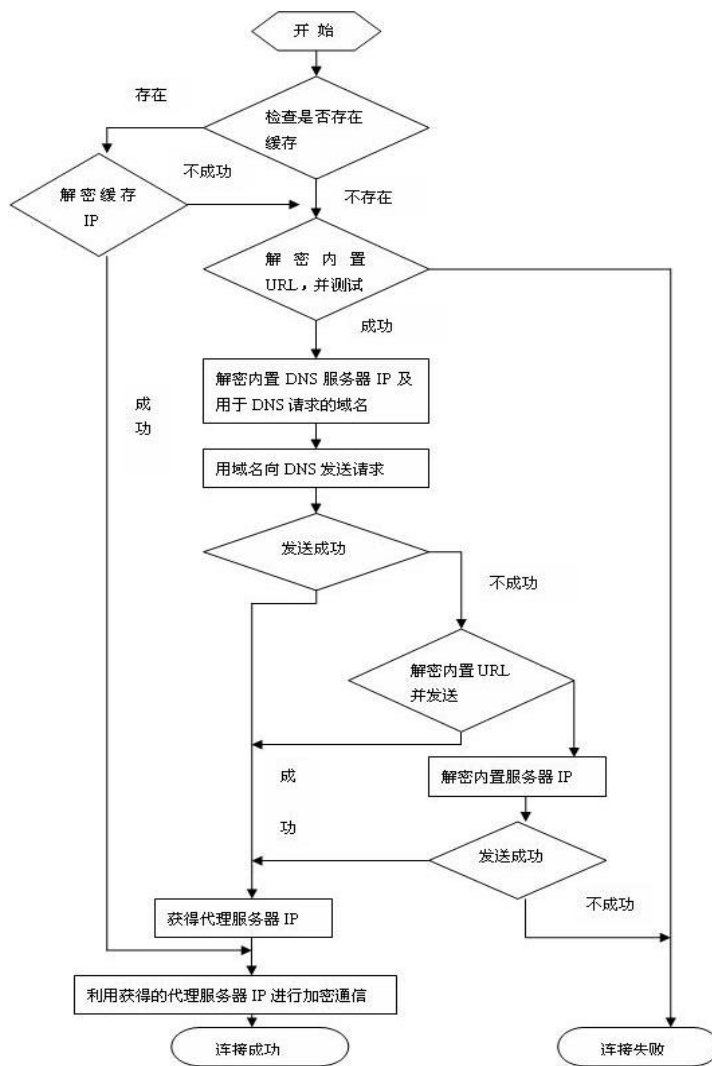 开 始
存在
检查是否存在
缓存
不成功
解 密 缓 存
IP
不存在
解 密 内 置
URL，并测试
成功
解密内置 DNS 服务器 IP 及
用于 DNS 请求的域名
成
功
用域名向 DNS 发送请求
发送成功
不成功
解密内置 URL
并发送
解密内置服务器 IP
成
功
发送成功
不成功
获得代理服务器 IP
利用获得的代理服务器 IP 进行加密通信
连接成功
连接失败